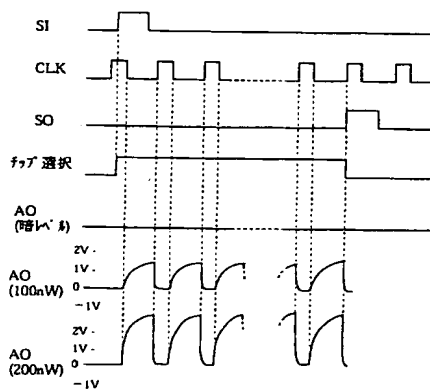 SI
CLK
SO
ﾁｯﾌﾟ選択
AO
(暗ﾚﾍﾞﾙ)
2V
1V
0
-1V
AO
(100nW)
2V
1V
0
-1V
AO
(200nW)